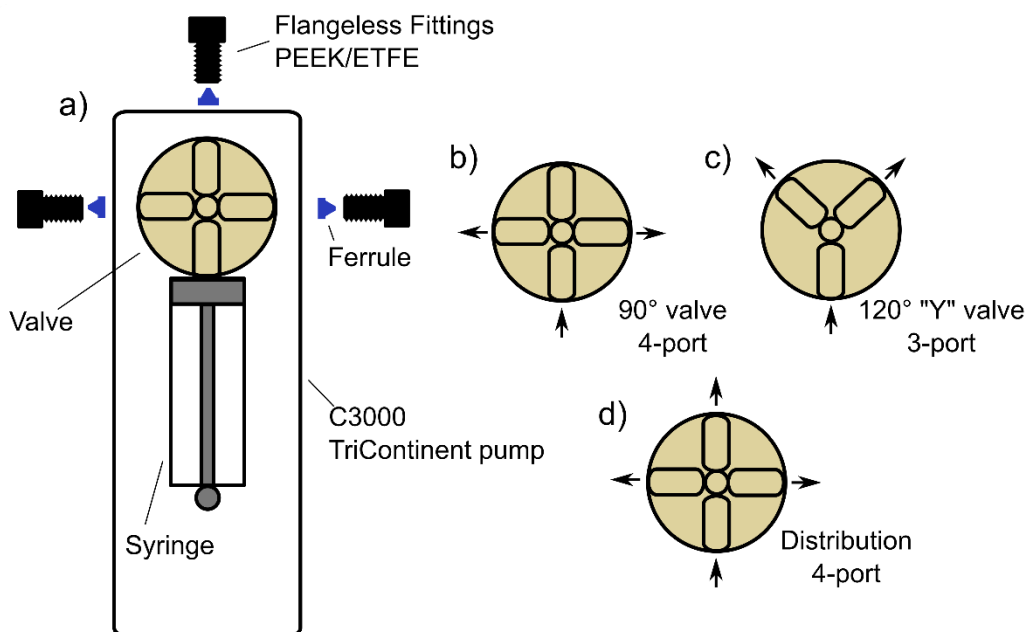 Flangeless Fittings
PEEK/ETFE
a)
Valve
Ferrule
C3000
TriContinent pump
Syringe
b)
90° valve
4-port
c)
120° "Y" valve
3-port
d)
Distribution
4-port